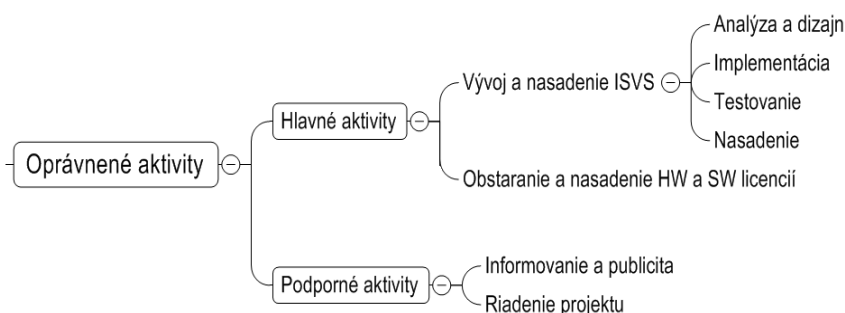 Oprávnené aktivity
Hlavné aktivity
Vývoj a nasadenie ISVS
Analýza a dizajn
Implementácia
Testovanie
Nasadenie
Obstaranie a nasadenie HW a SW licencií
Podporné aktivity
Informovanie a publicita
Riadenie projektu